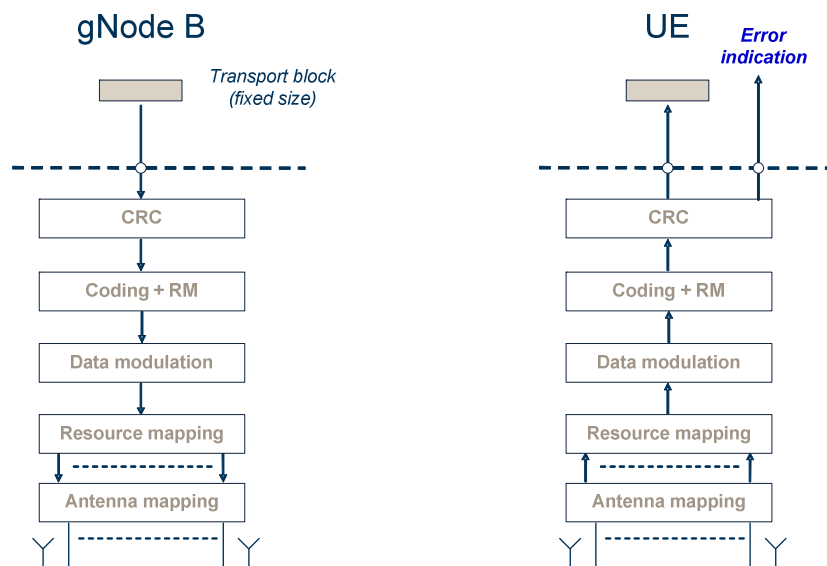 gNode B
Transport block
(fixed size)
CRC
Coding + RM
Data modulation
Resource mapping
Antenna mapping
UE
Error
indication
CRC
Coding + RM
Data modulation
Resource mapping
Antenna mapping